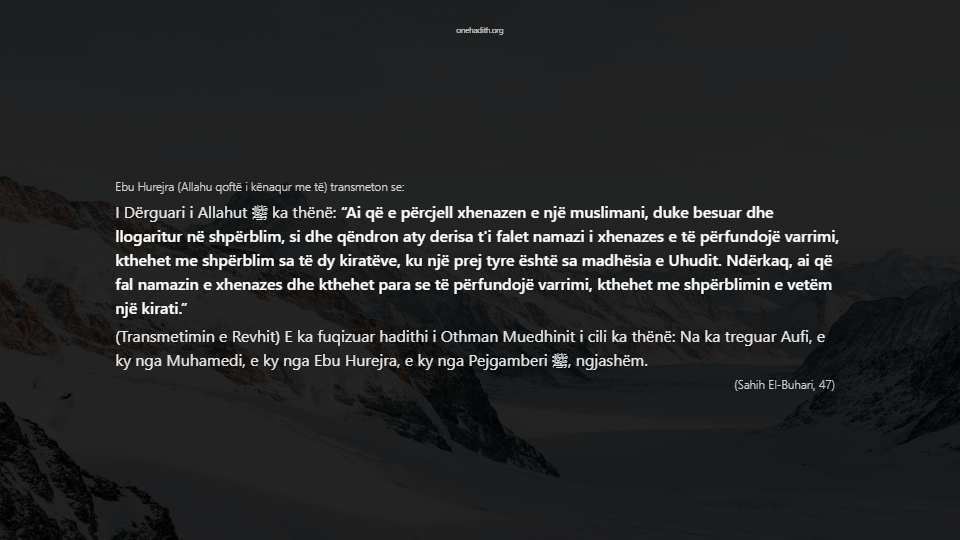 onehadith.org
Ebu Hurejra (Allahu qoftë i kënaqur me të) transmeton se:
I Dërguari i Allahut ﷺ ka thënë: “Ai që e përcjell xhenazen e një muslimani, duke besuar dhe
llogaritur në shpërblim, si dhe qëndron aty derisa t'i falet namazi i xhenazes e të përfundojë varrimi,
kthehet me shpërblim sa të dy kiratëve, ku një prej tyre është sa madhësia e Uhudit. Ndërkaq, ai që
fal namazin e xhenazes dhe kthehet para se të përfundojë varrimi, kthehet me shpërblimin e vetëm
një kirati.”
(Transmetimin e Revhit) E ka fuqizuar hadithi i Othman Muedhinit i cili ka thënë: Na ka treguar Aufi, e
ky nga Muhamedi, e ky nga Ebu Hurejra, e ky nga Pejgamberi ﷺ, ngjashëm.
(Sahih El-Buhari, 47)